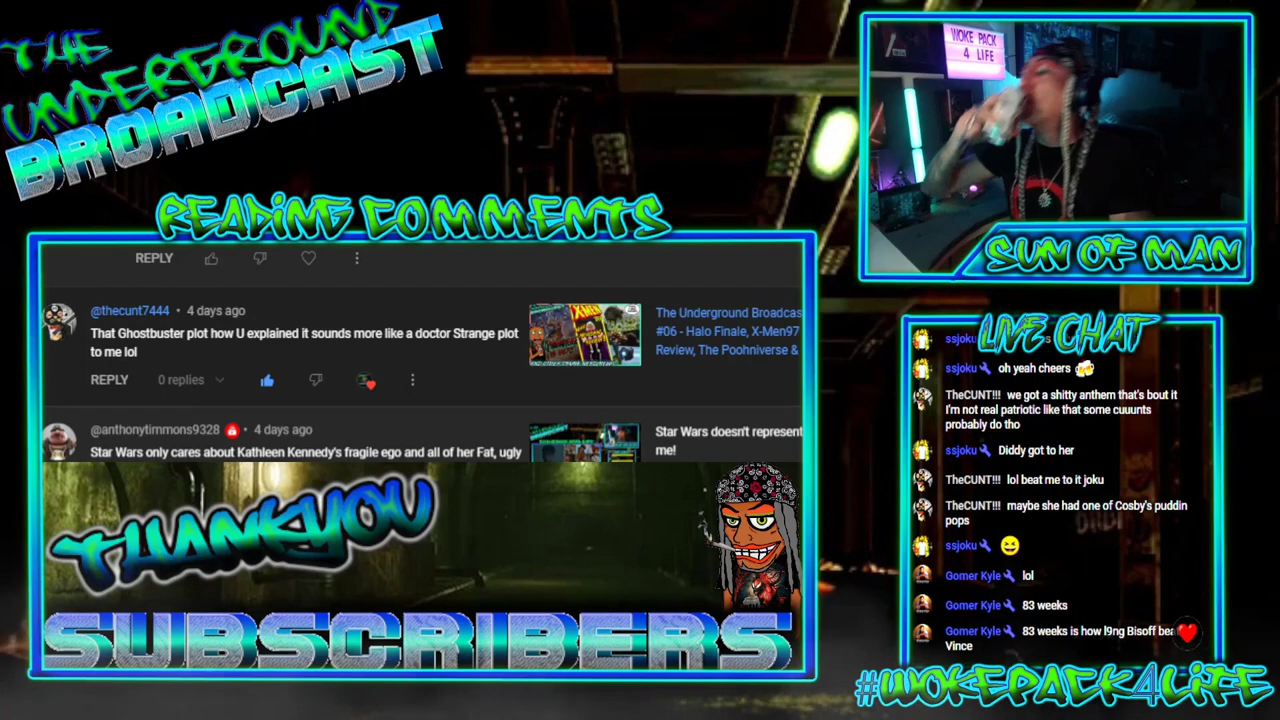 THE
UNDERGROUND
BROADCAST
WOKE PACK
4 LIFE
READING COMMENTS
SUN OF MAN
REPLY
@thecunt7444 • 4 days ago
That Ghostbuster plot how U explained it sounds more like a doctor Strange plot
to me lol
REPLY 0 replies
The Underground Broadcas
#06 - Halo Finale, X-Men97
Review, The Poohniverse &
@anthonytimmons9328 • 4 days ago
Star Wars only cares about Kathleen Kennedy's fragile ego and all of her Fat, ugly
Star Wars doesn't represent
me!
THANKYOU
SUBSCRIBERS
LIVE CHAT
ssjoku
ssjoku oh yeah cheers 🍻
TheCUNT!!! we got a shitty anthem that's bout it
I'm not real patriotic like that some cuuunts
probably do tho
ssjoku Diddy got to her
TheCUNT!!! lol beat me to it joku
TheCUNT!!! maybe she had one of Cosby's puddin
pops
ssjoku 😆
Gomer Kyle lol
Gomer Kyle 83 weeks
Gomer Kyle 83 weeks is how l9ng Bisoff bea
Vince
#WOKEPACK4LIFE